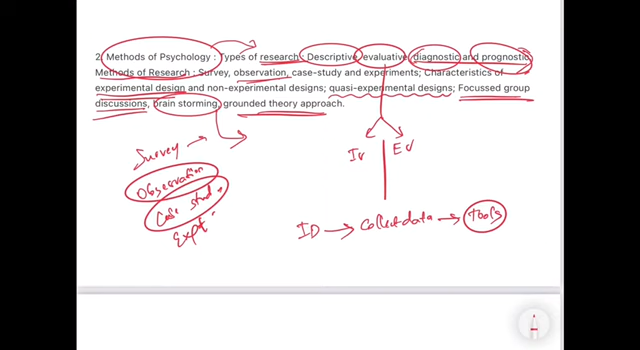 2. Methods of Psychology : Types of research : Descriptive, evaluative, diagnostic and prognostic;
Methods of Research : Survey, observation, case-study and experiments; Characteristics of
experimental design and non-experimental designs; quasi-experimental designs; Focussed group
discussions, brain storming, grounded theory approach.
Survey
Iv Ev
Observation
Case stud
Expt
ID → collect data → tools